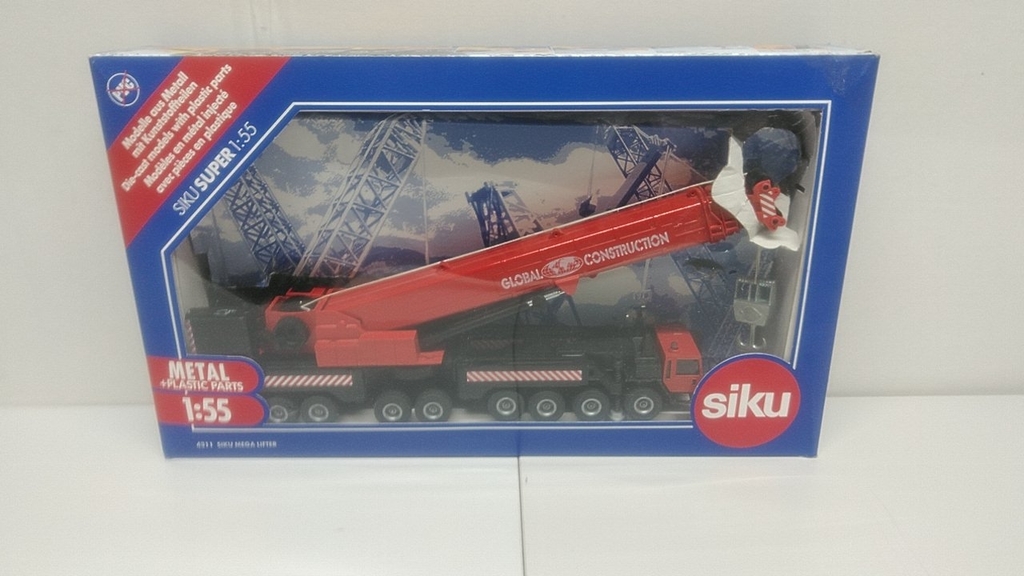 Modelle aus Metall
mit Kunststoffteilen
Die-cast models with plastic parts
Modèles en métal injecté
avec pièces en plastique
SIKU SUPER 1:55
GLOBAL CONSTRUCTION
METAL
+PLASTIC PARTS
1:55
siku
4311 SIKU MEGA LIFTER